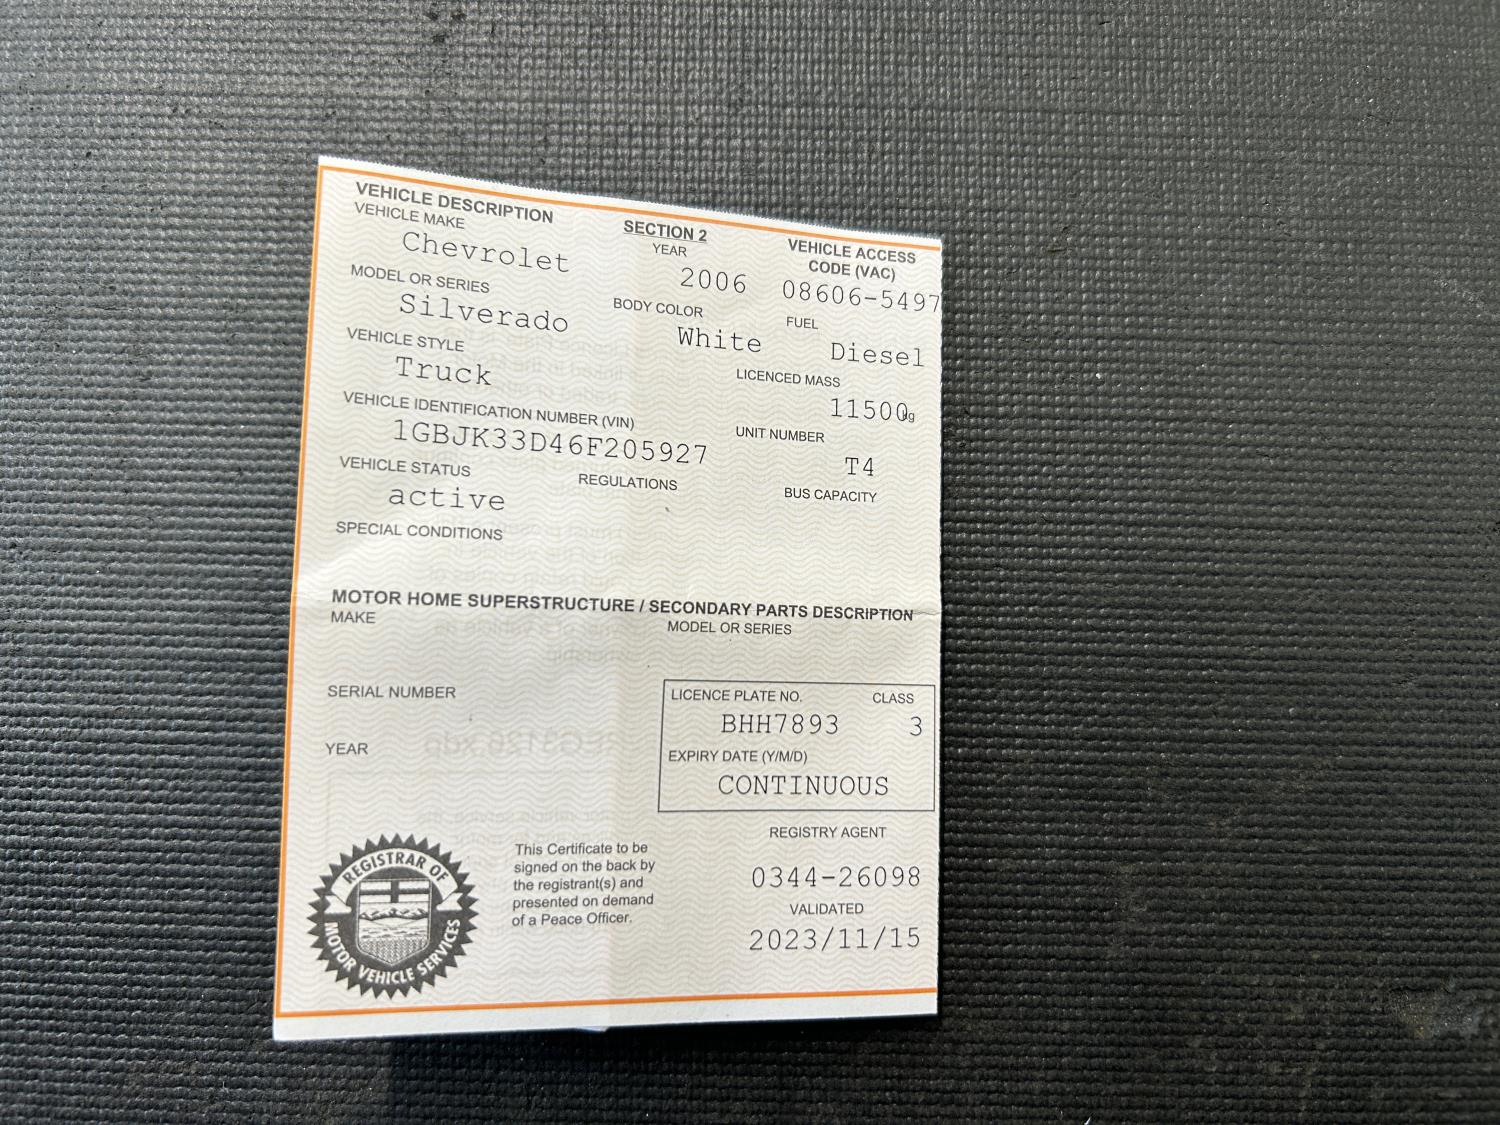 VEHICLE DESCRIPTION
SECTION 2
VEHICLE ACCESS
CODE (VAC)
VEHICLE MAKE
Chevrolet
YEAR
2006
08606-5497
MODEL OR SERIES
Silverado
BODY COLOR
White
FUEL
Diesel
VEHICLE STYLE
Truck
LICENCED MASS
11500kg
VEHICLE IDENTIFICATION NUMBER (VIN)
1GBJK33D46F205927
UNIT NUMBER
T4
VEHICLE STATUS
active
REGULATIONS
BUS CAPACITY
SPECIAL CONDITIONS
MOTOR HOME SUPERSTRUCTURE / SECONDARY PARTS DESCRIPTION
MAKE
MODEL OR SERIES
SERIAL NUMBER
YEAR
LICENCE PLATE NO. CLASS
BHH7893 3
EXPIRY DATE (Y/M/D)
CONTINUOUS
REGISTRAR OF
MOTOR VEHICLE SERVICES
This Certificate to be
signed on the back by
the registrant(s) and
presented on demand
of a Peace Officer.
REGISTRY AGENT
0344-26098
VALIDATED
2023/11/15